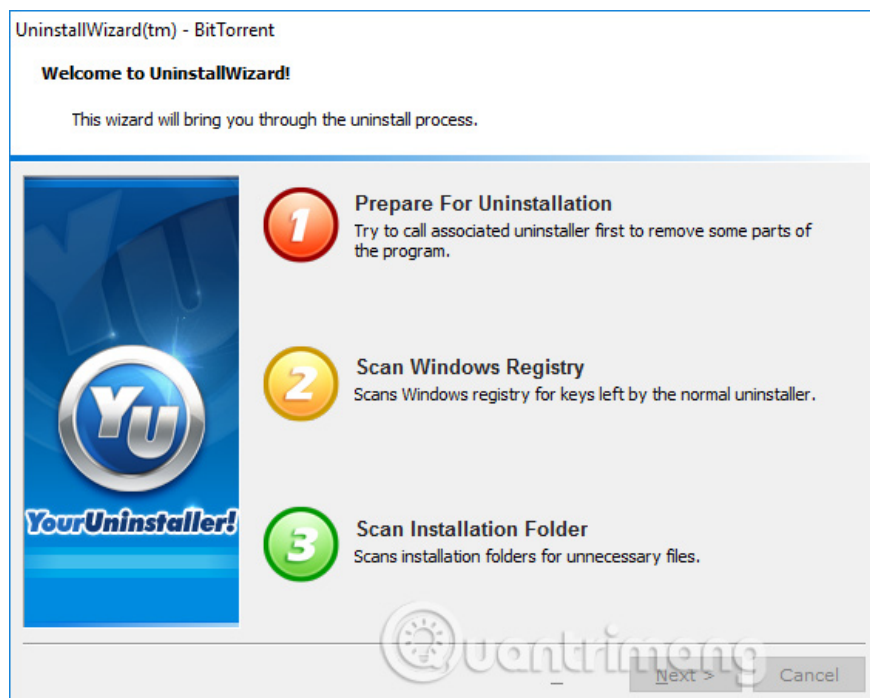 UninstallWizard(tm) - BitTorrent
Welcome to UninstallWizard!
This wizard will bring you through the uninstall process.
1
Prepare For Uninstallation
Try to call associated uninstaller first to remove some parts of
the program.
2
Scan Windows Registry
Scans Windows registry for keys left by the normal uninstaller.
YU
YourUninstaller!
3
Scan Installation Folder
Scans installation folders for unnecessary files.
Quantrimang
Next >
Cancel